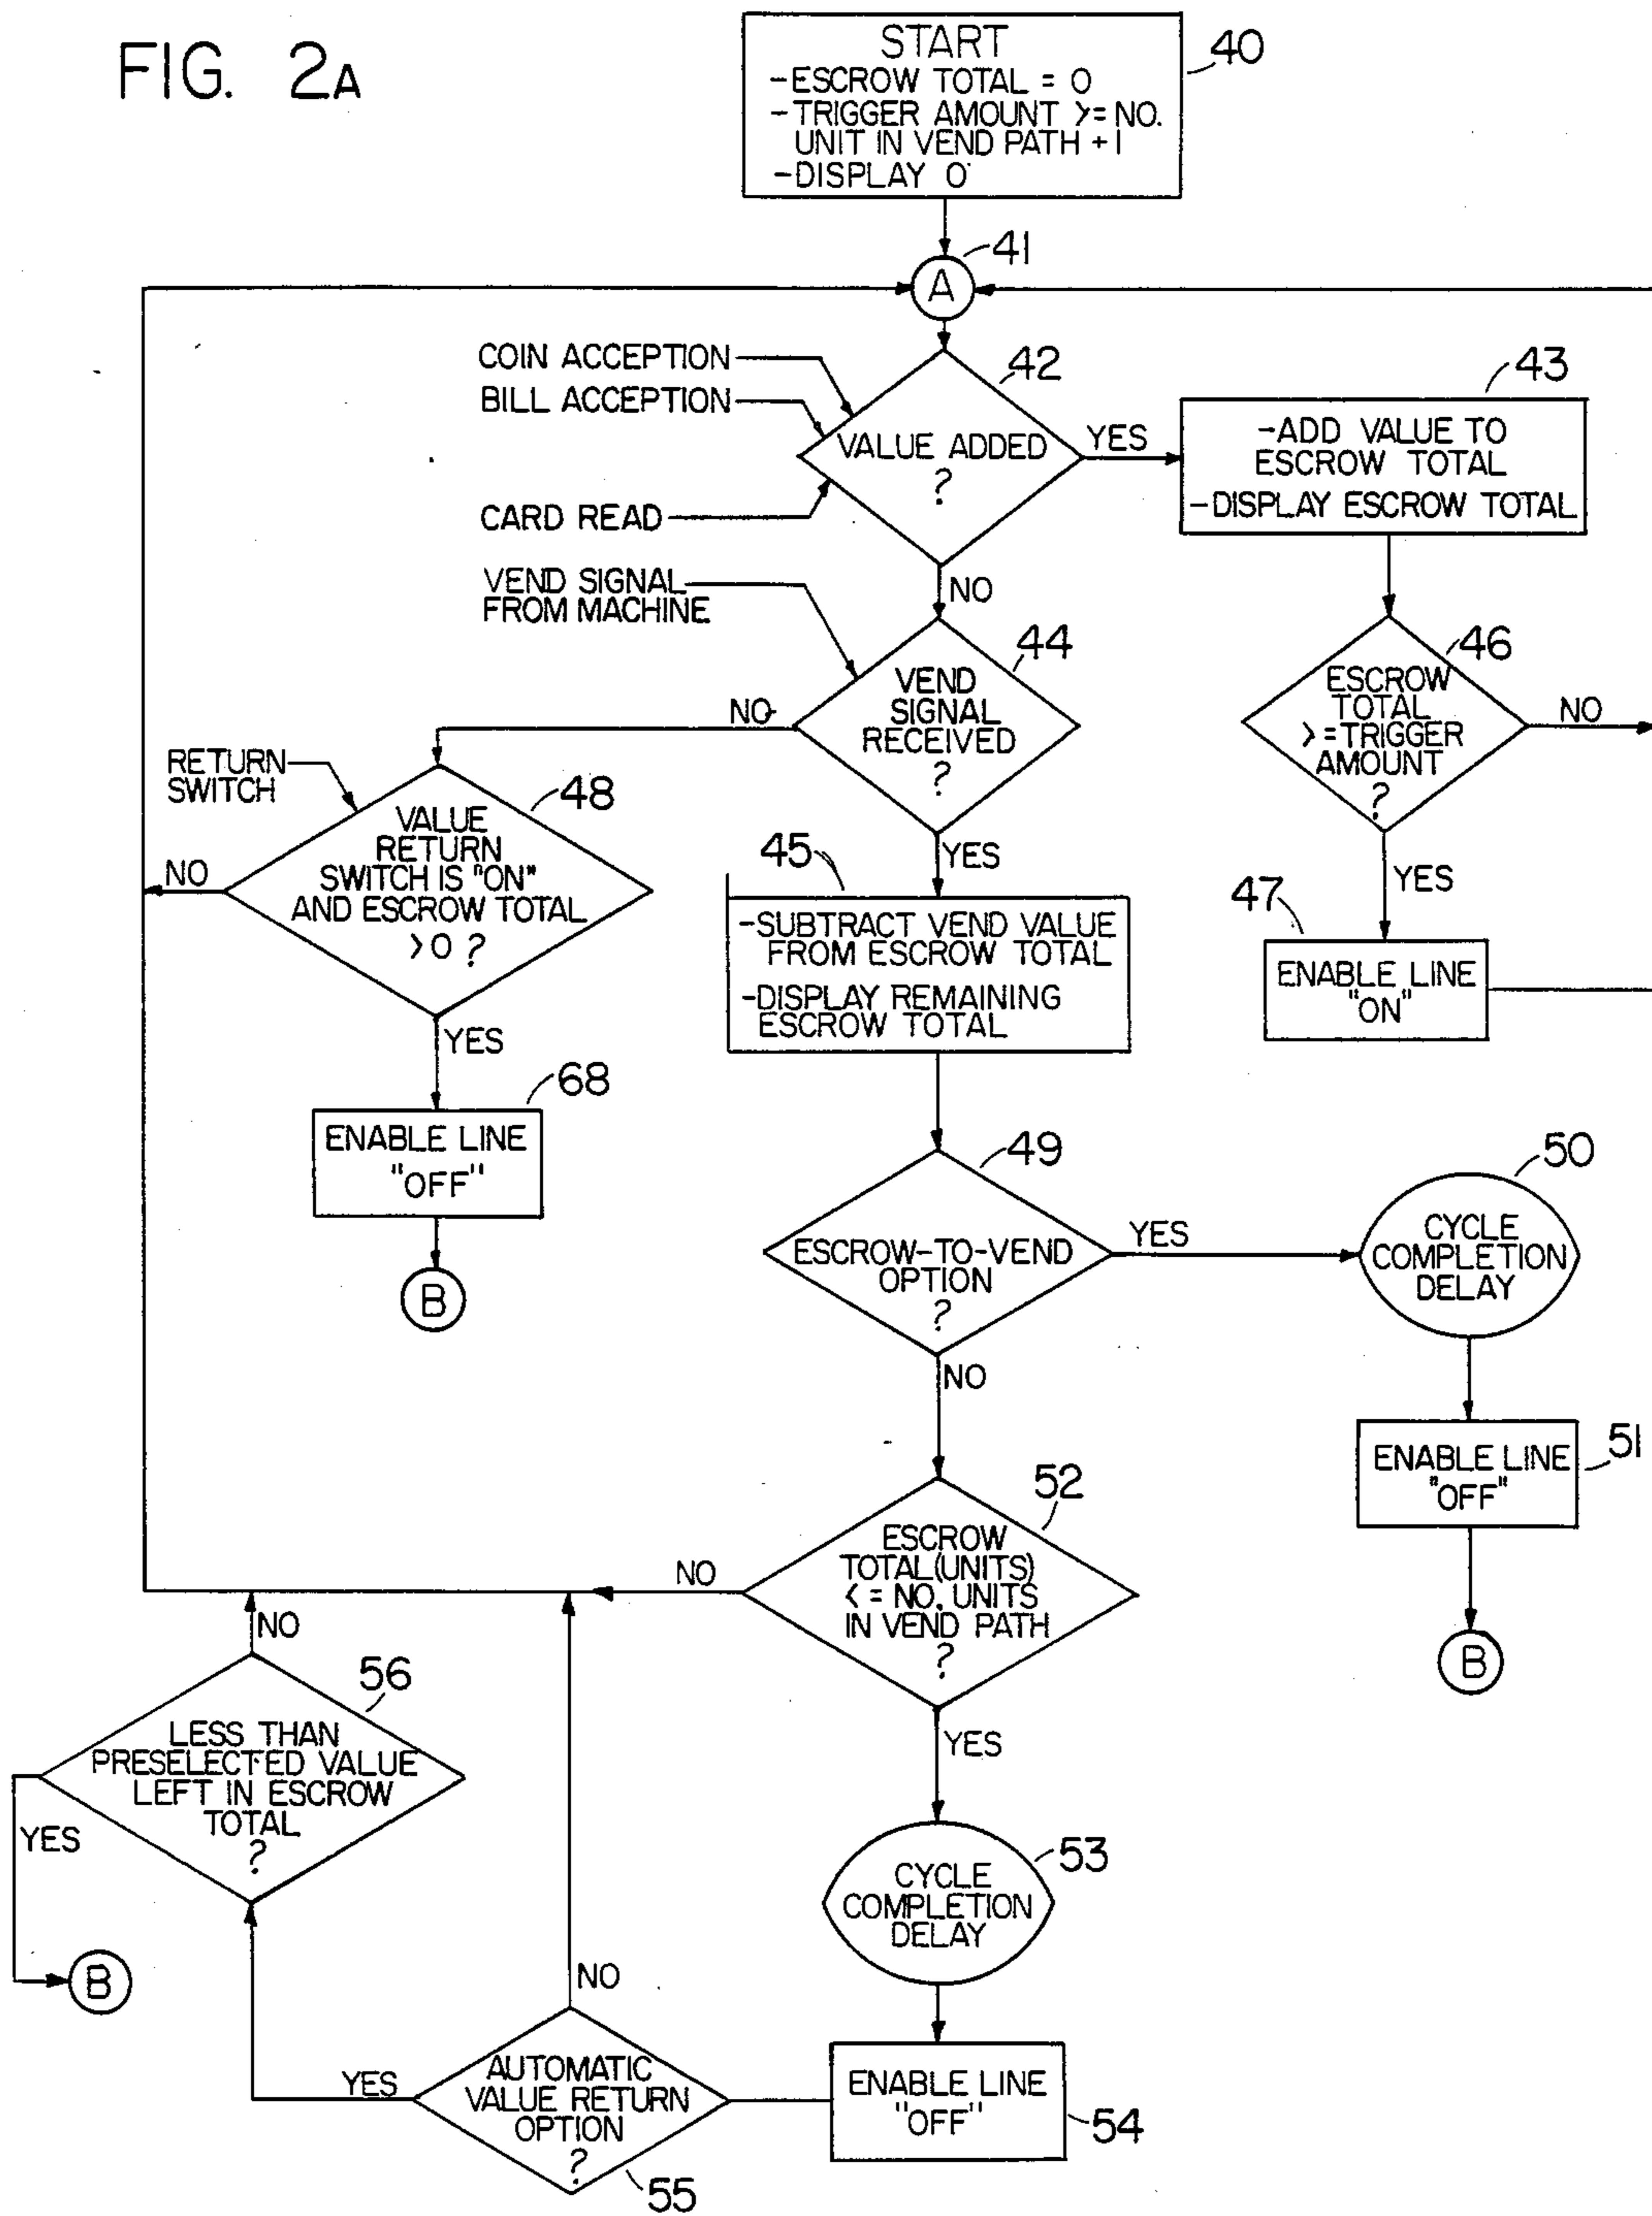 FIG. 2A
START
-ESCROW TOTAL = 0
-TRIGGER AMOUNT >=NO.
UNIT IN VEND PATH +1
-DISPLAY 0
40
41
A
COIN ACCEPTION
BILL ACCEPTION
CARD READ
42
VALUE ADDED
?
YES
43
-ADD VALUE TO
ESCROW TOTAL
-DISPLAY ESCROW TOTAL
NO
VEND SIGNAL
FROM MACHINE
44
VEND
SIGNAL
RECEIVED
?
NO
46
ESCROW
TOTAL
>=TRIGGER
AMOUNT
?
NO
RETURN
SWITCH
48
VALUE
RETURN
SWITCH IS "ON"
AND ESCROW TOTAL
>0 ?
NO
YES
YES
45
-SUBTRACT VEND VALUE
FROM ESCROW TOTAL
-DISPLAY REMAINING
ESCROW TOTAL
YES
47
ENABLE LINE
"ON"
68
ENABLE LINE
"OFF"
B
49
ESCROW-TO-VEND
OPTION
?
YES
50
CYCLE
COMPLETION
DELAY
NO
51
ENABLE LINE
"OFF"
B
52
ESCROW
TOTAL(UNITS)
<= NO. UNITS
IN VEND PATH
?
NO
NO
56
LESS THAN
PRESELECTED VALUE
LEFT IN ESCROW
TOTAL
?
YES
B
YES
53
CYCLE
COMPLETION
DELAY
NO
YES
AUTOMATIC
VALUE RETURN
OPTION
?
55
ENABLE LINE
"OFF"
54